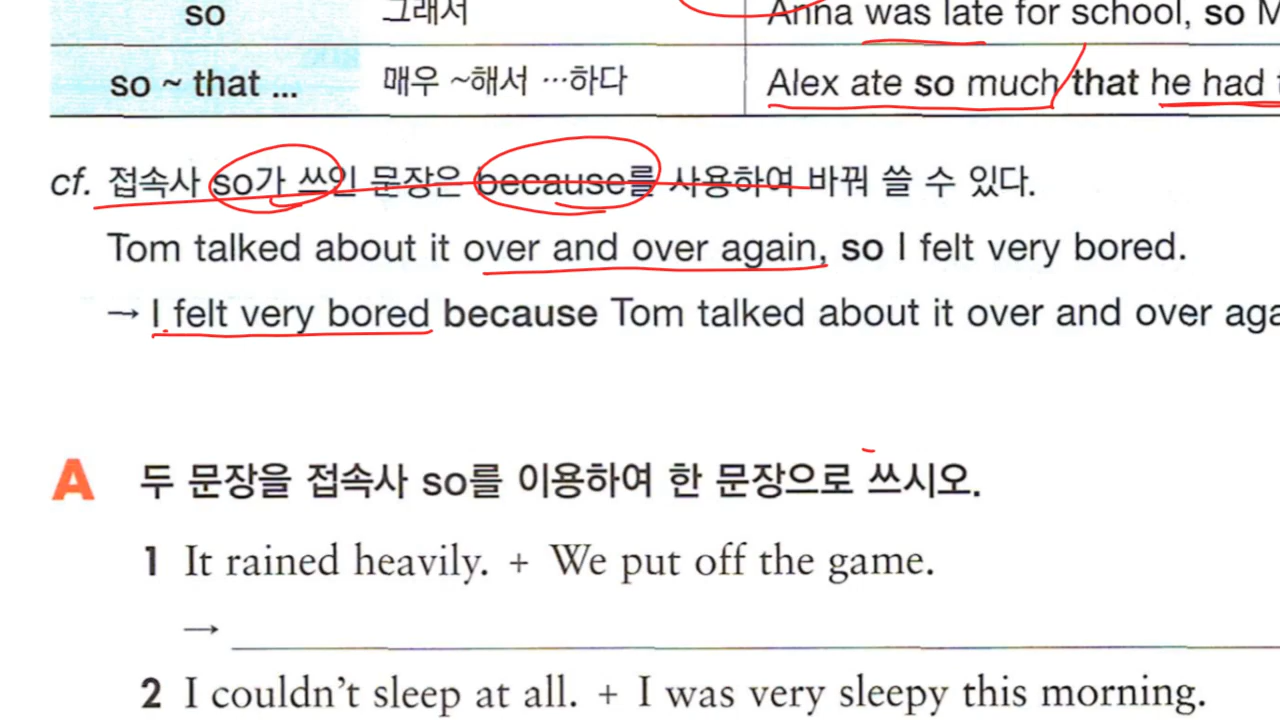 so 그래서 Anna was late for school, so M
so ~ that ... 매우 ~해서 …하다 Alex ate so much that he had
cf. 접속사 so가 쓰인 문장은 because를 사용하여 바꿔 쓸 수 있다.
Tom talked about it over and over again, so I felt very bored.
→ I felt very bored because Tom talked about it over and over aga
A 두 문장을 접속사 so를 이용하여 한 문장으로 쓰시오.
1 It rained heavily. + We put off the game.
→
2 I couldn't sleep at all. + I was very sleepy this morning.